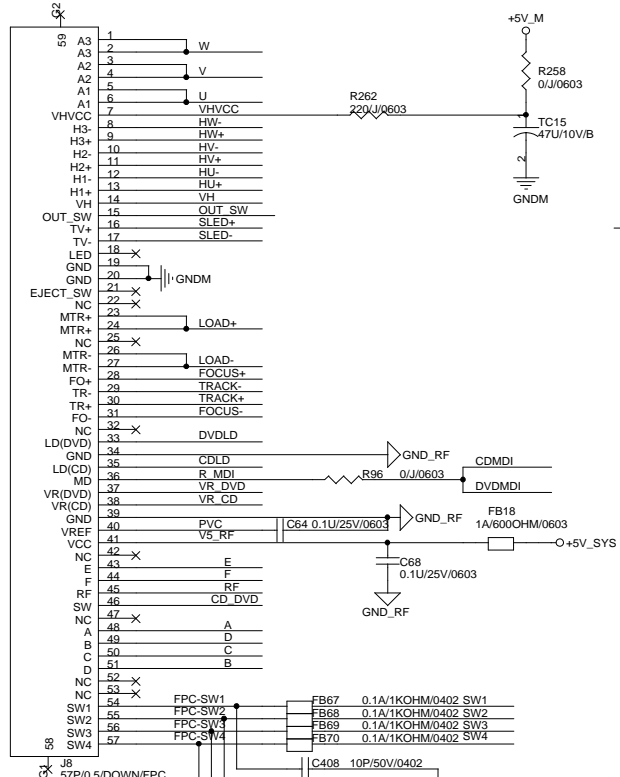 G2
59
A3 1
A3 2 W
A2 3
A2 4 V
A1 5
A1 6 U
VHVCC 7 VHVCC
H3- 8 HW-
H3+ 9 HW+
H2- 10 HV-
H2+ 11 HV+
H1- 12 HU-
H1+ 13 HU+
VH 14 VH
OUT_SW 15 OUT_SW
TV+ 16 SLED+
TV- 17 SLED-
LED 18
GND 19
GND 20 GNDM
EJECT_SW 21
NC 22
MTR+ 23
MTR+ 24 LOAD+
NC 25
MTR- 26
MTR- 27 LOAD-
FO+ 28 FOCUS+
TR- 29 TRACK-
TR+ 30 TRACK+
FO- 31 FOCUS-
NC 32
LD(DVD) 33 DVDLD
GND 34 GND_RF
LD(CD) 35 CDLD
MD 36 R_MDI R96 0/J/0603
CDMDI
DVDMDI
VR(DVD) 37 VR_DVD
VR(CD) 38 VR_CD
GND 39 GND_RF
VREF 40 PVC C64 0.1U/25V/0603
VCC 41 V5_RF
FB18
1A/600OHM/0603
+5V_SYS
C68
0.1U/25V/0603
GND_RF
NC 42
E 43 E
F 44 F
RF 45 RF
SW 46 CD_DVD
NC 47
A 48 A
B 49 D
C 50 C
D 51 B
NC 52
NC 53
SW1 54 FPC-SW1 FB67 0.1A/1KOHM/0402 SW1
SW2 55 FPC-SW2 FB68 0.1A/1KOHM/0402 SW2
SW3 56 FPC-SW3 FB69 0.1A/1KOHM/0402 SW3
SW4 57 FPC-SW4 FB70 0.1A/1KOHM/0402 SW4
C408 10P/50V/0402
58
G1
J8
57P/0.5/DOWN/FPC
+5V_M
R258
0/J/0603
R262
220/J/0603
1
TC15
47U/10V/B
2
GNDM